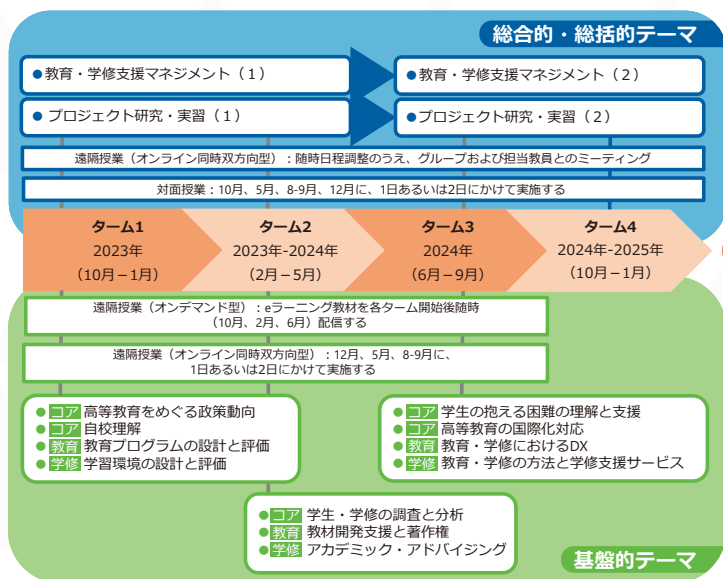 総合的・総括的テーマ
●教育・学修支援マネジメント（１）
●教育・学修支援マネジメント（２）
● プロジェクト研究・実習（１）
●プロジェクト研究・実習（２）
遠隔授業（オンライン同時双方向型）：随時日程調整のうえ、グループおよび担当教員とのミーティング
対面授業：10月、5月、8-9月、12月に、1日あるいは2日にかけて実施する
ターム1
2023年
（10月－1月）
ターム2
2023年-2024年
（2月－5月）
ターム3
2024年
（6月－9月）
ターム4
2024年-2025年
（10月－1月）
遠隔授業（オンデマンド型）：eラーニング教材を各ターム開始後随時
（10月、2月、6月）配信する
遠隔授業（オンライン同時双方向型）：12月、5月、8-9月に、
1日あるいは2日にかけて実施する
● コア 高等教育をめぐる政策動向
● コア 自校理解
● 教育 教育プログラムの設計と評価
● 学修 学習環境の設計と評価
● コア 学生の抱える困難の理解と支援
● コア 高等教育の国際化対応
● 教育 教育・学修におけるDX
● 学修 教育・学修の方法と学修支援サービス
●コア 学生・学修の調査と分析
●教育 教材開発支援と著作権
●学修 アカデミック・アドバイジング
基盤的テーマ